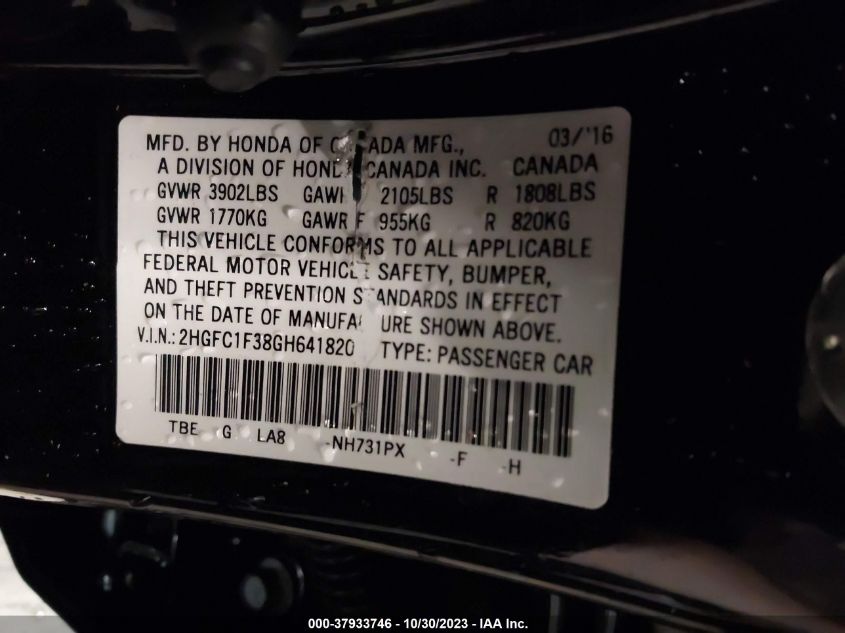 MFD. BY HONDA OF C ADA MFG., 03/'16
A DIVISION OF HOND CANADA INC. CANADA
GVWR 3902LBS GAWR 2105LBS R 1808LBS
GVWR 1770KG GAWR F 955KG R 820KG
THIS VEHICLE CONFORMS TO ALL APPLICABLE
FEDERAL MOTOR VEHICLE SAFETY, BUMPER,
AND THEFT PREVENTION STANDARDS IN EFFECT
ON THE DATE OF MANUFA URE SHOWN ABOVE.
V.I.N.: 2HGFC1F38GH641820 TYPE: PASSENGER CAR
TBE G LA8 -NH731PX -F -H
000-37933746 - 10/30/2023 - IAA Inc.